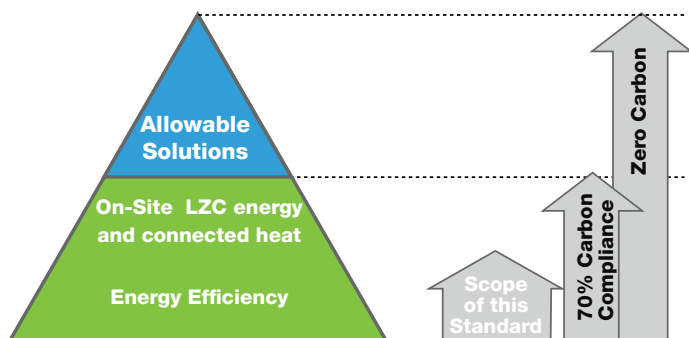 Allowable
Solutions
On-Site LZC energy
and connected heat
Energy Efficiency
Scope
of this
Standard
70% Carbon
Compliance
Zero Carbon